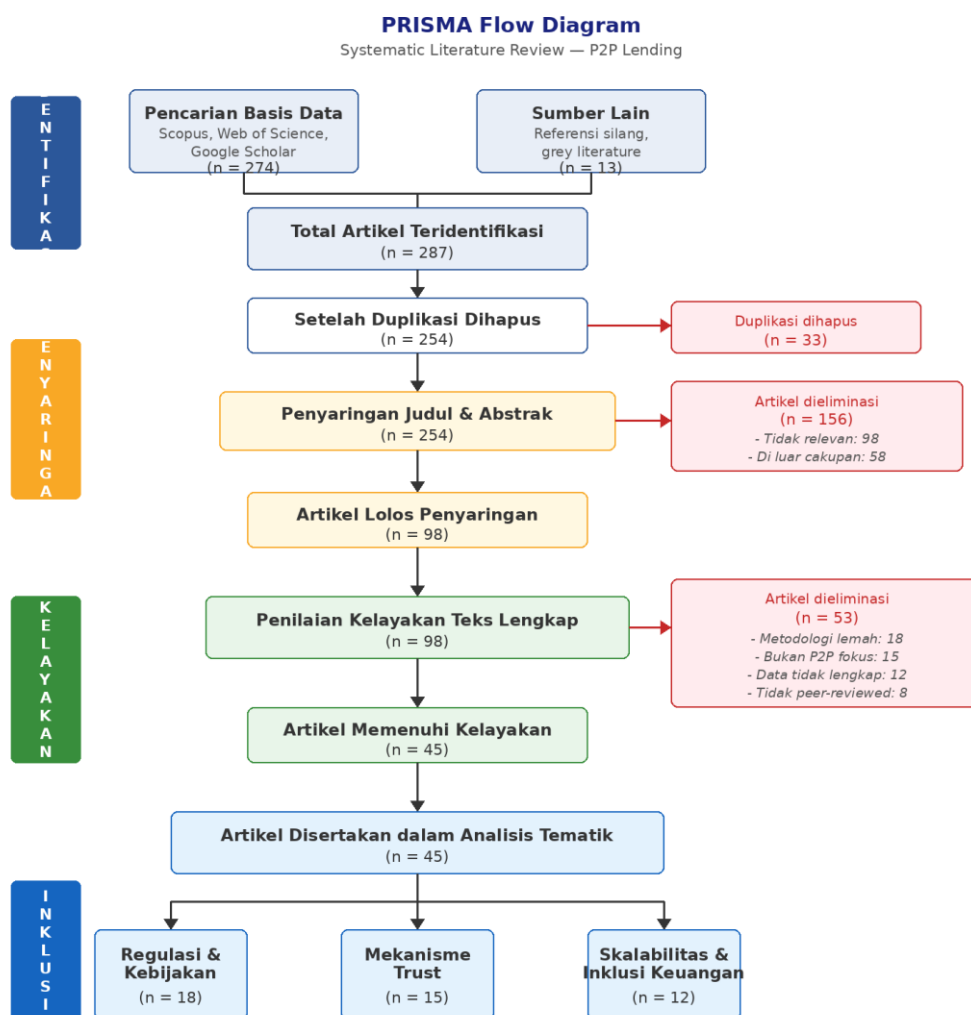 PRISMA Flow Diagram
Systematic Literature Review — P2P Lending
E
N
T
I
F
I
K
A
Pencarian Basis Data
Scopus, Web of Science,
Google Scholar
(n = 274)
Sumber Lain
Referensi silang,
grey literature
(n = 13)
Total Artikel Teridentifikasi
(n = 287)
Setelah Duplikasi Dihapus
(n = 254)
Duplikasi dihapus
(n = 33)
E
N
Y
A
R
I
N
G
A
Penyaringan Judul & Abstrak
(n = 254)
Artikel dieliminasi
(n = 156)
- Tidak relevan: 98
- Di luar cakupan: 58
Artikel Lolos Penyaringan
(n = 98)
K
E
L
A
Y
A
K
A
N
Penilaian Kelayakan Teks Lengkap
(n = 98)
Artikel dieliminasi
(n = 53)
- Metodologi lemah: 18
- Bukan P2P fokus: 15
- Data tidak lengkap: 12
- Tidak peer-reviewed: 8
Artikel Memenuhi Kelayakan
(n = 45)
Artikel Disertakan dalam Analisis Tematik
(n = 45)
I
N
K
L
U
S
I
Regulasi &
Kebijakan
(n = 18)
Mekanisme
Trust
(n = 15)
Skalabilitas &
Inklusi Keuangan
(n = 12)